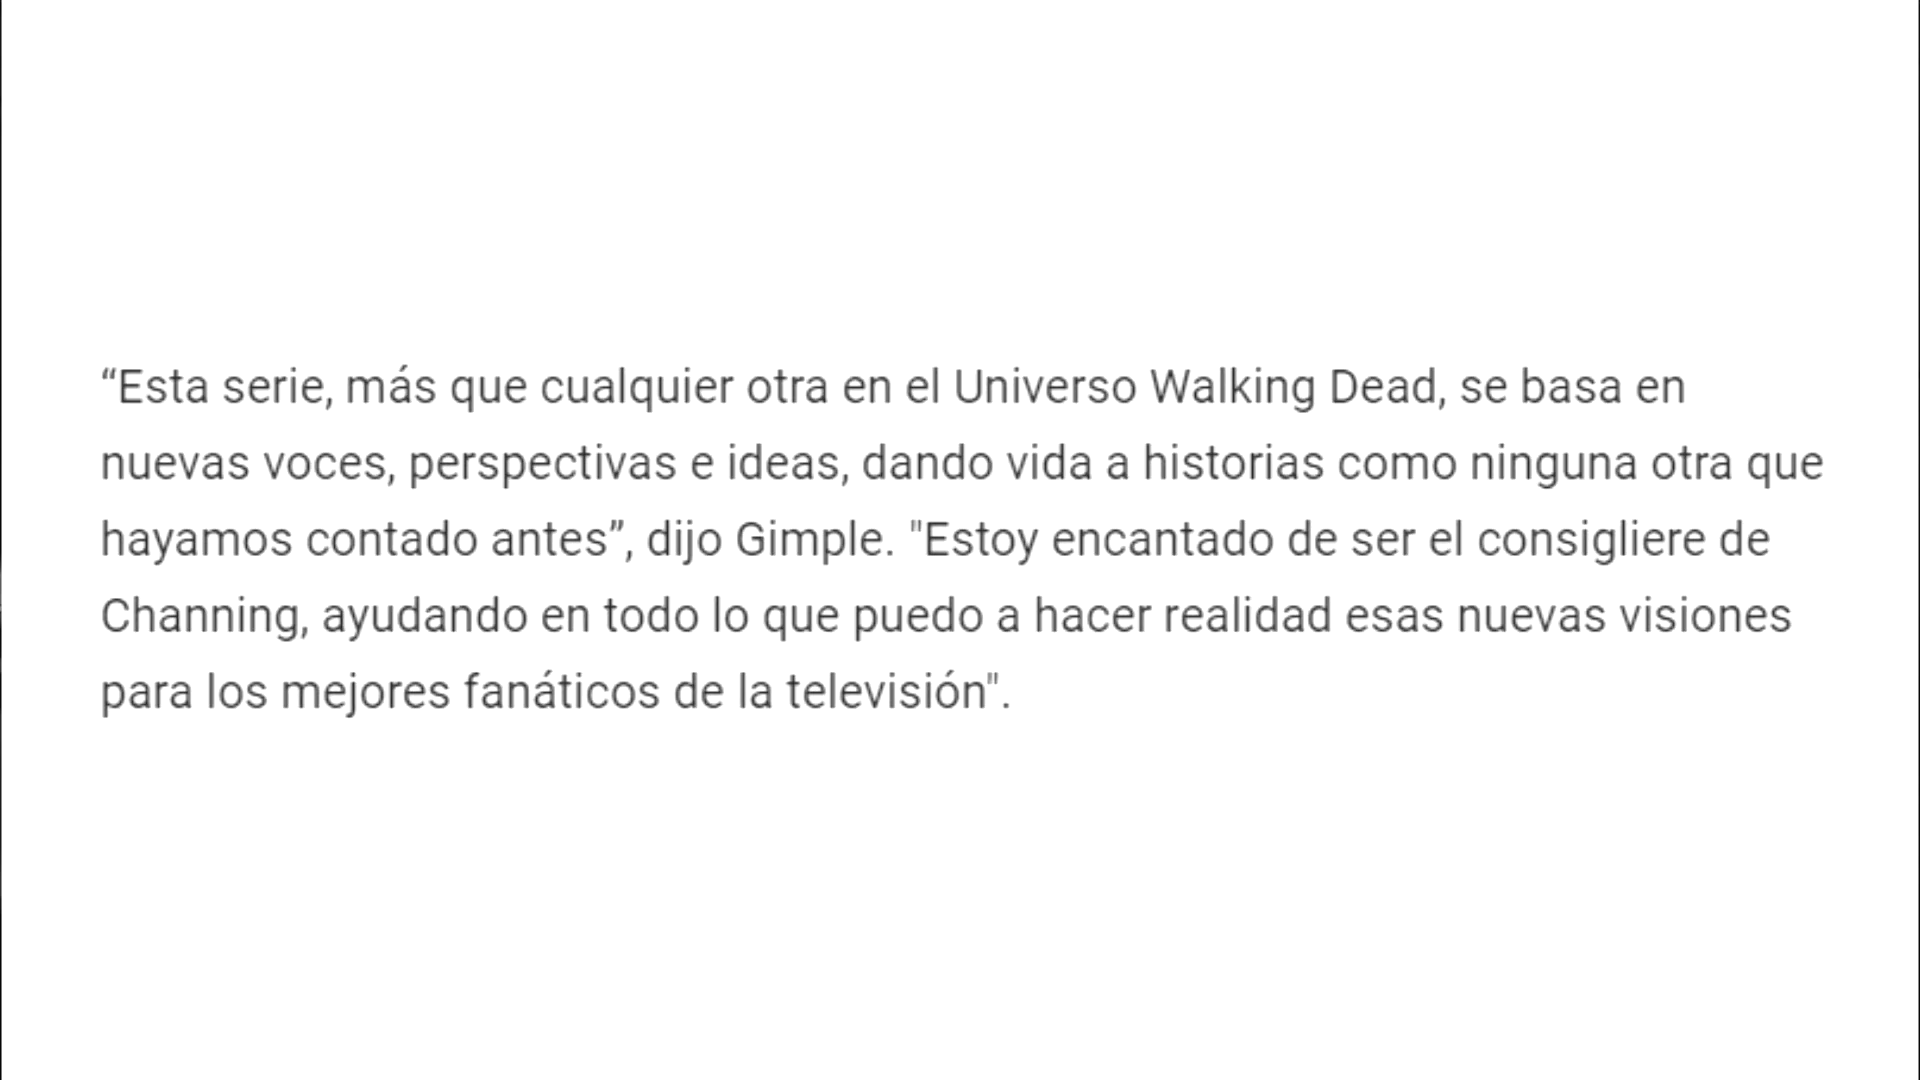 “Esta serie, más que cualquier otra en el Universo Walking Dead, se basa en
nuevas voces, perspectivas e ideas, dando vida a historias como ninguna otra que
hayamos contado antes”, dijo Gimple. "Estoy encantado de ser el consigliere de
Channing, ayudando en todo lo que puedo a hacer realidad esas nuevas visiones
para los mejores fanáticos de la televisión".